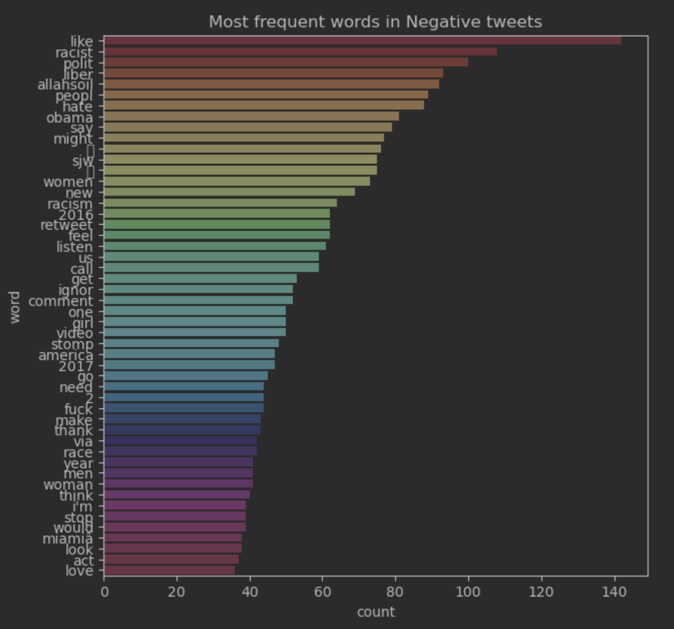 Most frequent words in Negative tweets
like
racist
polit
liber
allahsoil
peopl
hate
obama
say
might
sjw
women
new
racism
2016
retweet
feel
listen
us
call
get
ignor
comment
one
girl
video
stomp
america
2017
go
need
2
fuck
make
thank
via
race
year
men
woman
think
i'm
stop
would
miamia
look
act
love
word
0 20 40 60 80 100 120 140
count